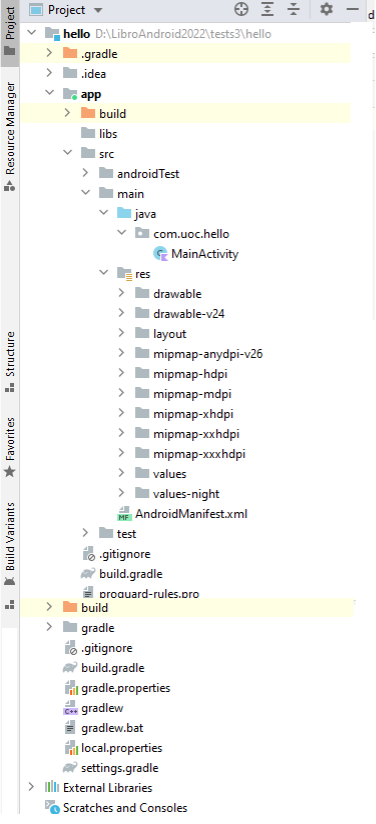 Project
hello D:\LibroAndroid2022\tests3\hello
.gradle
.idea
app
build
libs
src
androidTest
main
java
com.uoc.hello
MainActivity
res
drawable
drawable-v24
layout
mipmap-anydpi-v26
mipmap-hdpi
mipmap-mdpi
mipmap-xhdpi
mipmap-xxhdpi
mipmap-xxxhdpi
values
values-night
MF AndroidManifest.xml
test
.gitignore
build.gradle
proguard-rules.pro
build
gradle
.gitignore
build.gradle
gradle.properties
C++ gradlew
gradlew.bat
local.properties
settings.gradle
External Libraries
Scratches and Consoles
Project
Resource Manager
Structure
Favorites
Build Variants
d